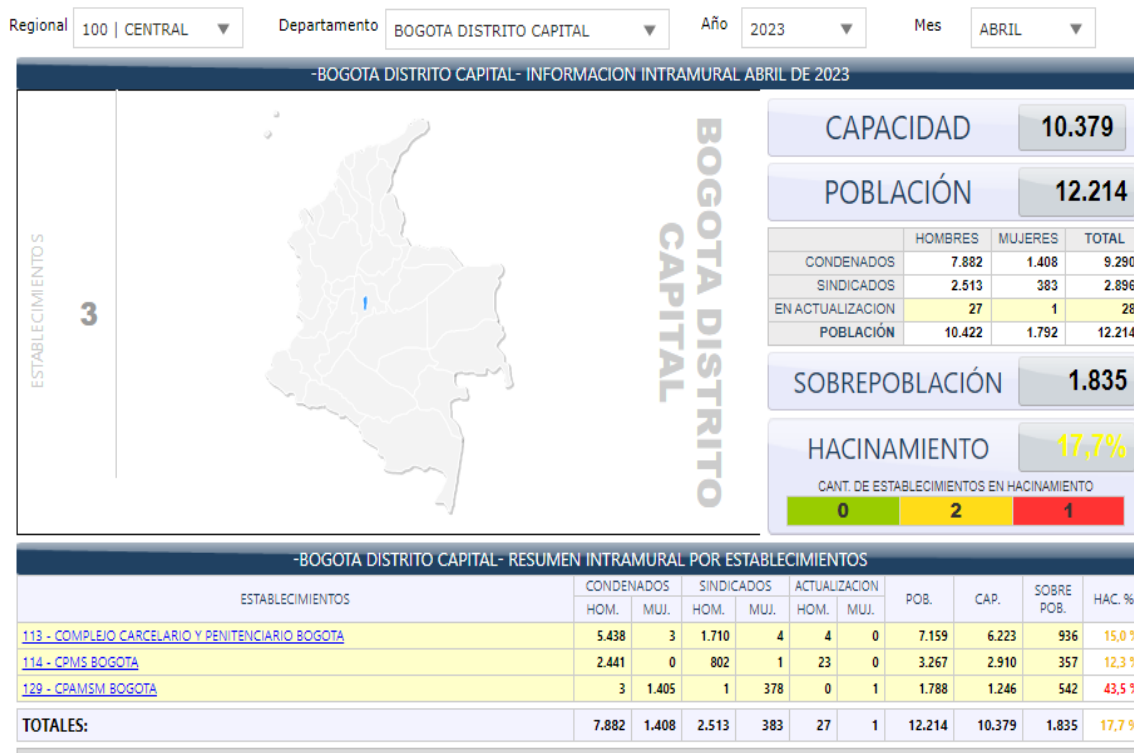 Regional 100 | CENTRAL Departamento BOGOTA DISTRITO CAPITAL Año 2023 Mes ABRIL
-BOGOTA DISTRITO CAPITAL- INFORMACION INTRAMURAL ABRIL DE 2023
ESTABLECIMIENTOS
3
BOGOTA DISTRITO
CAPITAL
CAPACIDAD 10.379
POBLACIÓN 12.214
HOMBRES MUJERES TOTAL
CONDENADOS 7.882 1.408 9.290
SINDICADOS 2.513 383 2.896
EN ACTUALIZACION 27 1 28
POBLACIÓN 10.422 1.792 12.214
SOBREPOBLACIÓN 1.835
HACINAMIENTO 17,7%
CANT. DE ESTABLECIMIENTOS EN HACINAMIENTO
0 2 1
-BOGOTA DISTRITO CAPITAL- RESUMEN INTRAMURAL POR ESTABLECIMIENTOS
ESTABLECIMIENTOS CONDENADOS SINDICADOS ACTUALIZACION POB. CAP. SOBRE POB. HAC. %
HOM. MUJ. HOM. MUJ. HOM. MUJ.
113 - COMPLEJO CARCELARIO Y PENITENCIARIO BOGOTA 5.438 3 1.710 4 4 0 7.159 6.223 936 15,0 %
114 - CPMS BOGOTA 2.441 0 802 1 23 0 3.267 2.910 357 12,3 %
129 - CPAMSM BOGOTA 3 1.405 1 378 0 1 1.788 1.246 542 43,5 %
TOTALES: 7.882 1.408 2.513 383 27 1 12.214 10.379 1.835 17,7 %